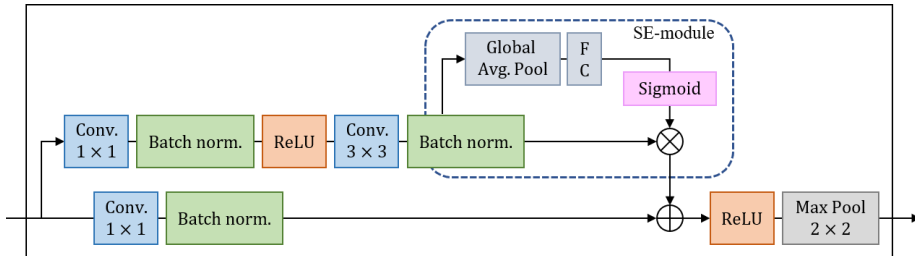 SE-module
Global
Avg. Pool
F
C
Sigmoid
Conv.
1 × 1
Batch norm.
ReLU
Conv.
3 × 3
Batch norm.
Conv.
1 × 1
Batch norm.
ReLU
Max Pool
2 × 2